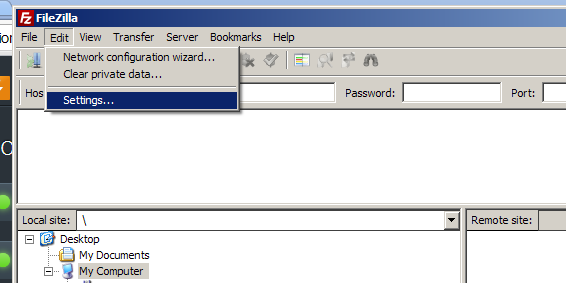 FileZilla
File Edit View Transfer Server Bookmarks Help
Network configuration wizard...
Clear private data...
Settings...
Password: Port:
Local site: \ Remote site:
Desktop
My Documents
My Computer